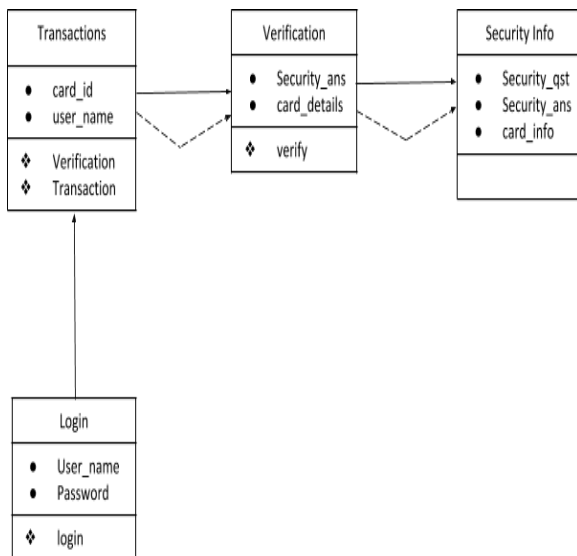 Transactions
card_id
user_name
Verification
Transaction
Verification
Security_ans
card_details
verify
Security Info
Security_qst
Security_ans
card_info
Login
User_name
Password
login